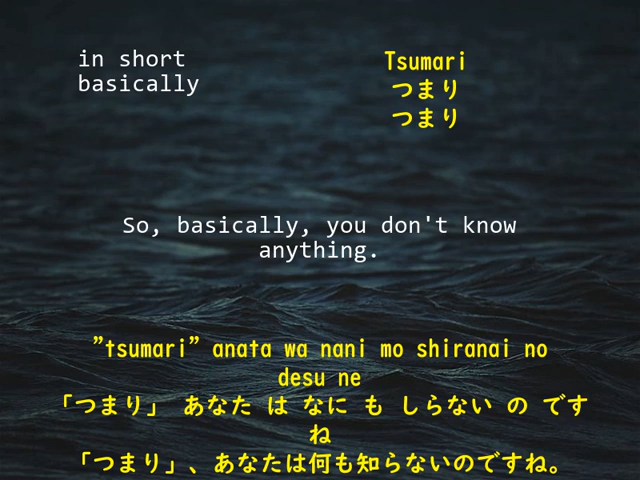 in short
basically
Tsumari
つまり
つまり
So, basically, you don't know
anything.
”tsumari” anata wa nani mo shiranai no
desu ne
「つまり」 あなた は なに も しらない の です
ね
「つまり」、あなたは何も知らないのですね。